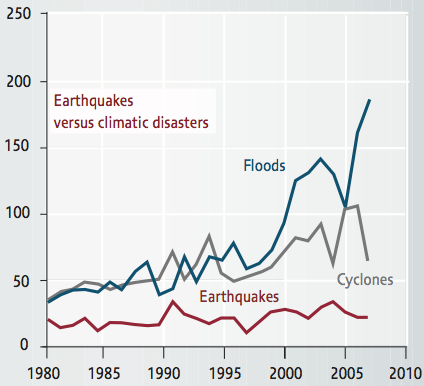 250
200
150
100
50
0
Earthquakes
versus climatic disasters
Floods
Cyclones
Earthquakes
1980 1985 1990 1995 2000 2005 2010